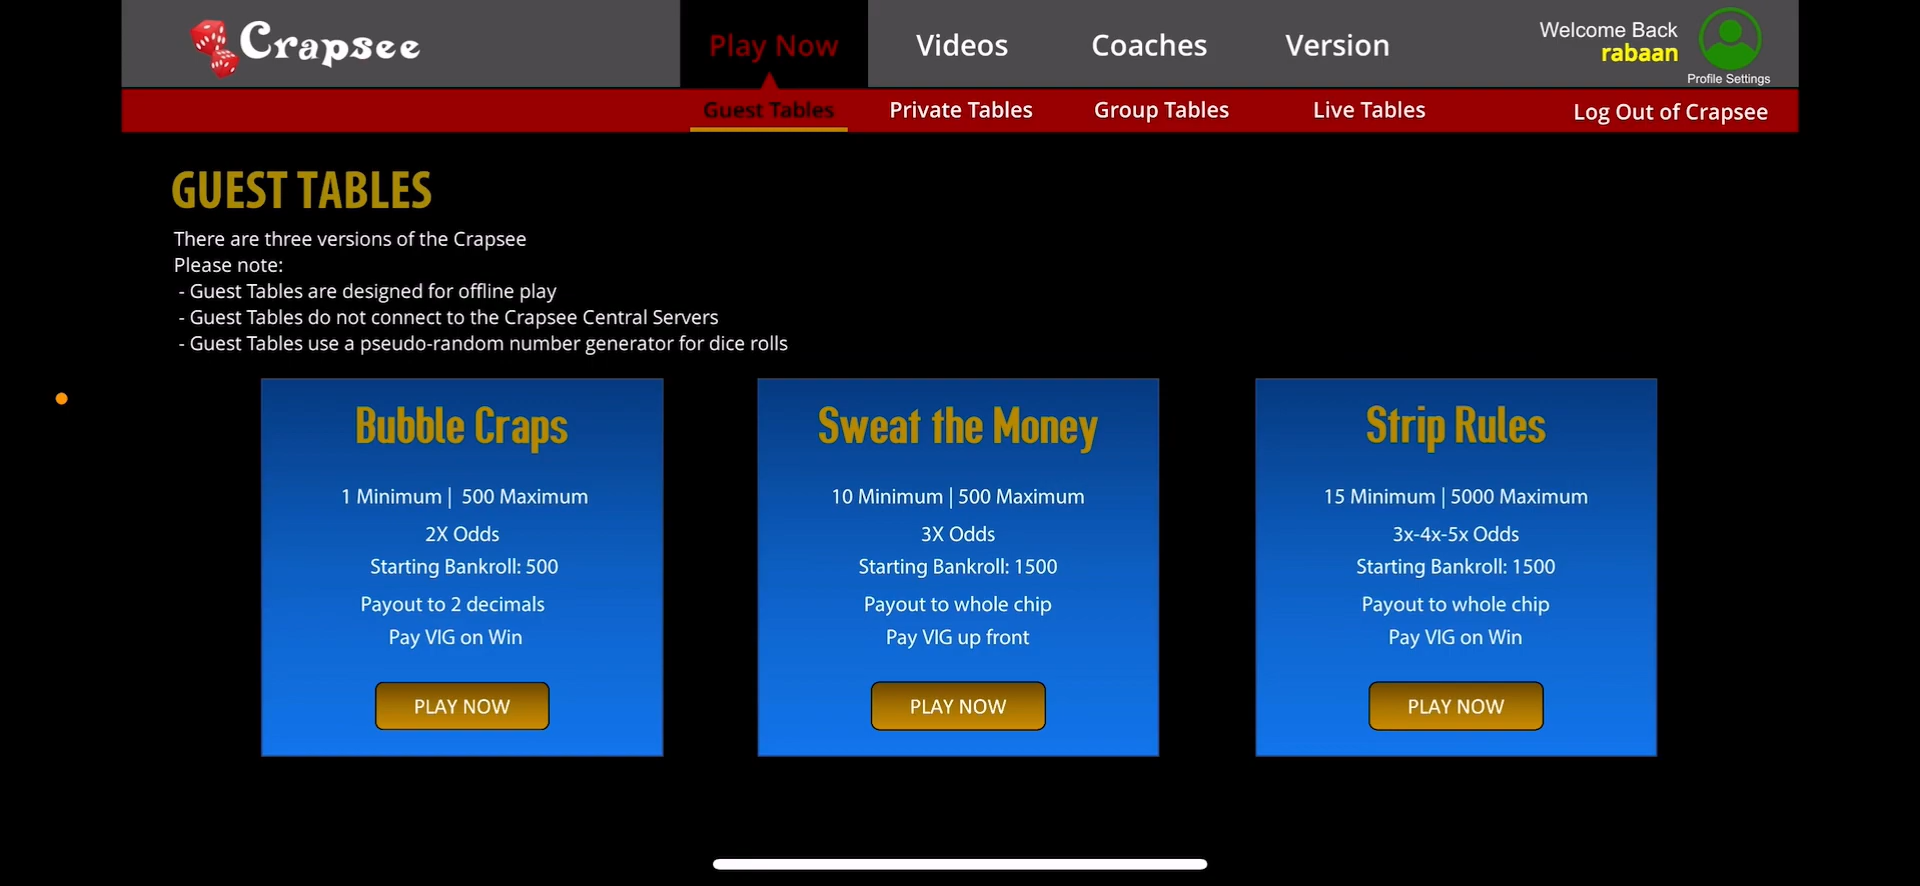 Crapsee
Play Now
Videos
Coaches
Version
Welcome Back
rabaan
Profile Settings
Guest Tables
Private Tables
Group Tables
Live Tables
Log Out of Crapsee
GUEST TABLES
There are three versions of the Crapsee
Please note:
- Guest Tables are designed for offline play
- Guest Tables do not connect to the Crapsee Central Servers
- Guest Tables use a pseudo-random number generator for dice rolls
Bubble Craps
1 Minimum | 500 Maximum
2X Odds
Starting Bankroll: 500
Payout to 2 decimals
Pay VIG on Win
PLAY NOW
Sweat the Money
10 Minimum | 500 Maximum
3X Odds
Starting Bankroll: 1500
Payout to whole chip
Pay VIG up front
PLAY NOW
Strip Rules
15 Minimum | 5000 Maximum
3x-4x-5x Odds
Starting Bankroll: 1500
Payout to whole chip
Pay VIG on Win
PLAY NOW